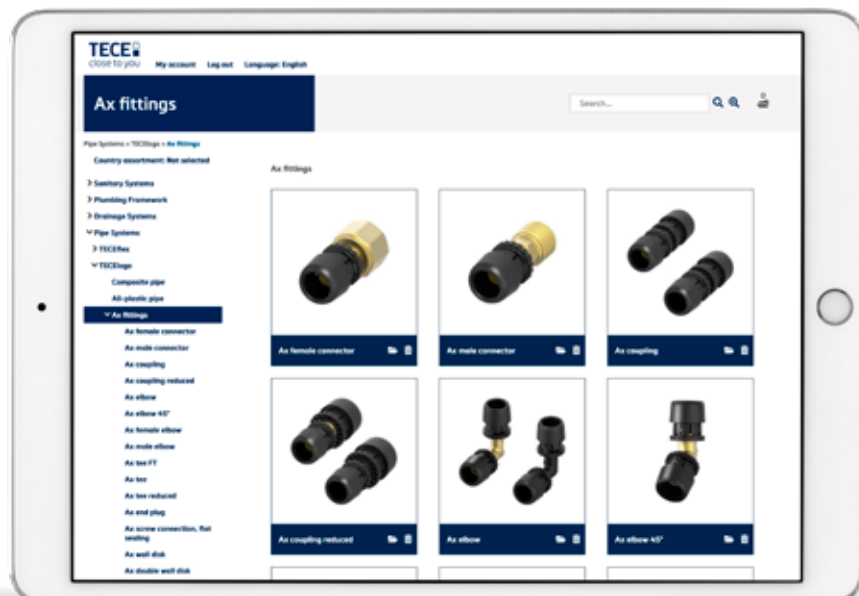 TECE
close to you
My account Log out Language: English
Ax fittings
Search...
0
Pipe Systems > TECElogo > Ax fittings
Country assortment: Not selected
Ax fittings
Sanitary Systems
Plumbing Framework
Drainage Systems
Pipe Systems
TECEflex
TECElogo
Composite pipe
All-plastic pipe
Ax fittings
Ax female connector
Ax male connector
Ax coupling
Ax coupling reduced
Ax elbow
Ax elbow 45°
Ax female elbow
Ax male elbow
Ax tee FT
Ax tee
Ax tee reduced
Ax end plug
Ax screw connection, flat
sealing
Ax wall disk
Ax double wall disk
Ax female connector
Ax male connector
Ax coupling
Ax coupling reduced
Ax elbow
Ax elbow 45°